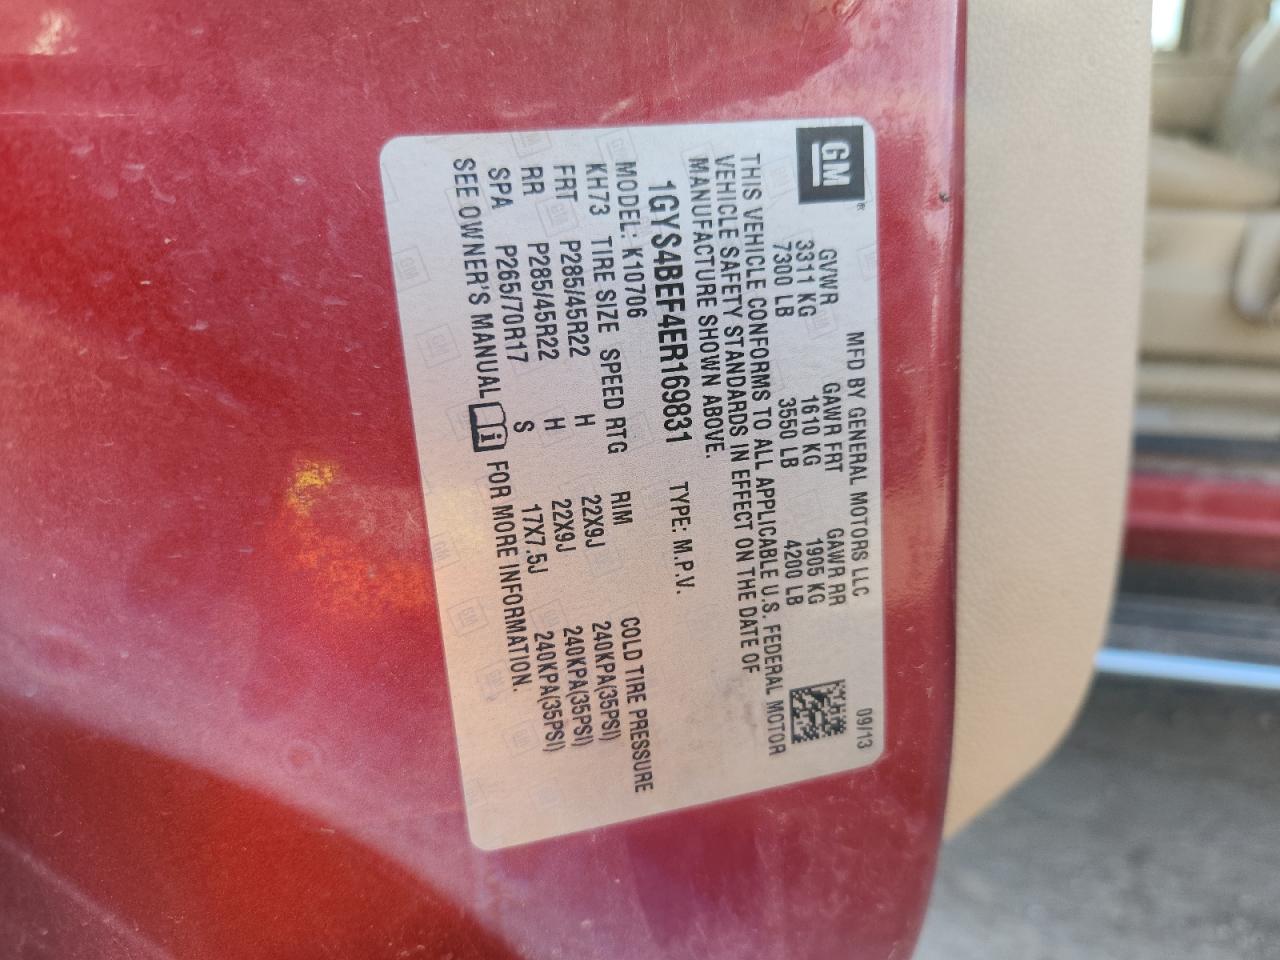 GM
MFD BY GENERAL MOTORS LLC 09/13
GVWR GAWR FRT GAWR RR
3311 KG 1610 KG 1905 KG
7300 LB 3550 LB 4200 LB
THIS VEHICLE CONFORMS TO ALL APPLICABLE U.S. FEDERAL MOTOR
VEHICLE SAFETY STANDARDS IN EFFECT ON THE DATE OF
MANUFACTURE SHOWN ABOVE.
1GYS4BEF4ER169831 TYPE: M.P.V.
MODEL: K10706
KH73 TIRE SIZE SPEED RTG RIM COLD TIRE PRESSURE
FRT P285/45R22 H 22X9J 240KPA(35PSI)
RR P285/45R22 H 22X9J 240KPA(35PSI)
SPA P265/70R17 S 17X7.5J 240KPA(35PSI)
SEE OWNER'S MANUAL FOR MORE INFORMATION.